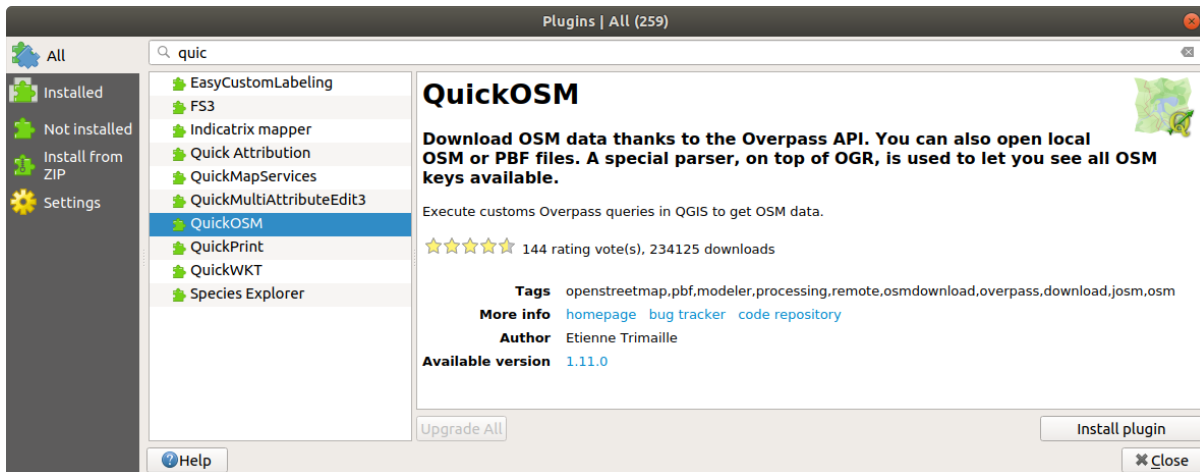 Plugins | All (259)
All
Installed
Not installed
Install from
ZIP
Settings
quic
EasyCustomLabeling
FS3
Indicatrix mapper
Quick Attribution
QuickMapServices
QuickMultiAttributeEdit3
QuickOSM
QuickPrint
QuickWKT
Species Explorer
QuickOSM
Download OSM data thanks to the Overpass API. You can also open local
OSM or PBF files. A special parser, on top of OGR, is used to let you see all OSM
keys available.
Execute customs Overpass queries in QGIS to get OSM data.
144 rating vote(s), 234125 downloads
Tags openstreetmap,pbf,modeler,processing,remote,osmdownload,overpass,download,josm,osm
More info homepage bug tracker code repository
Author Etienne Trimaille
Available version 1.11.0
Upgrade All
Install plugin
Help
Close